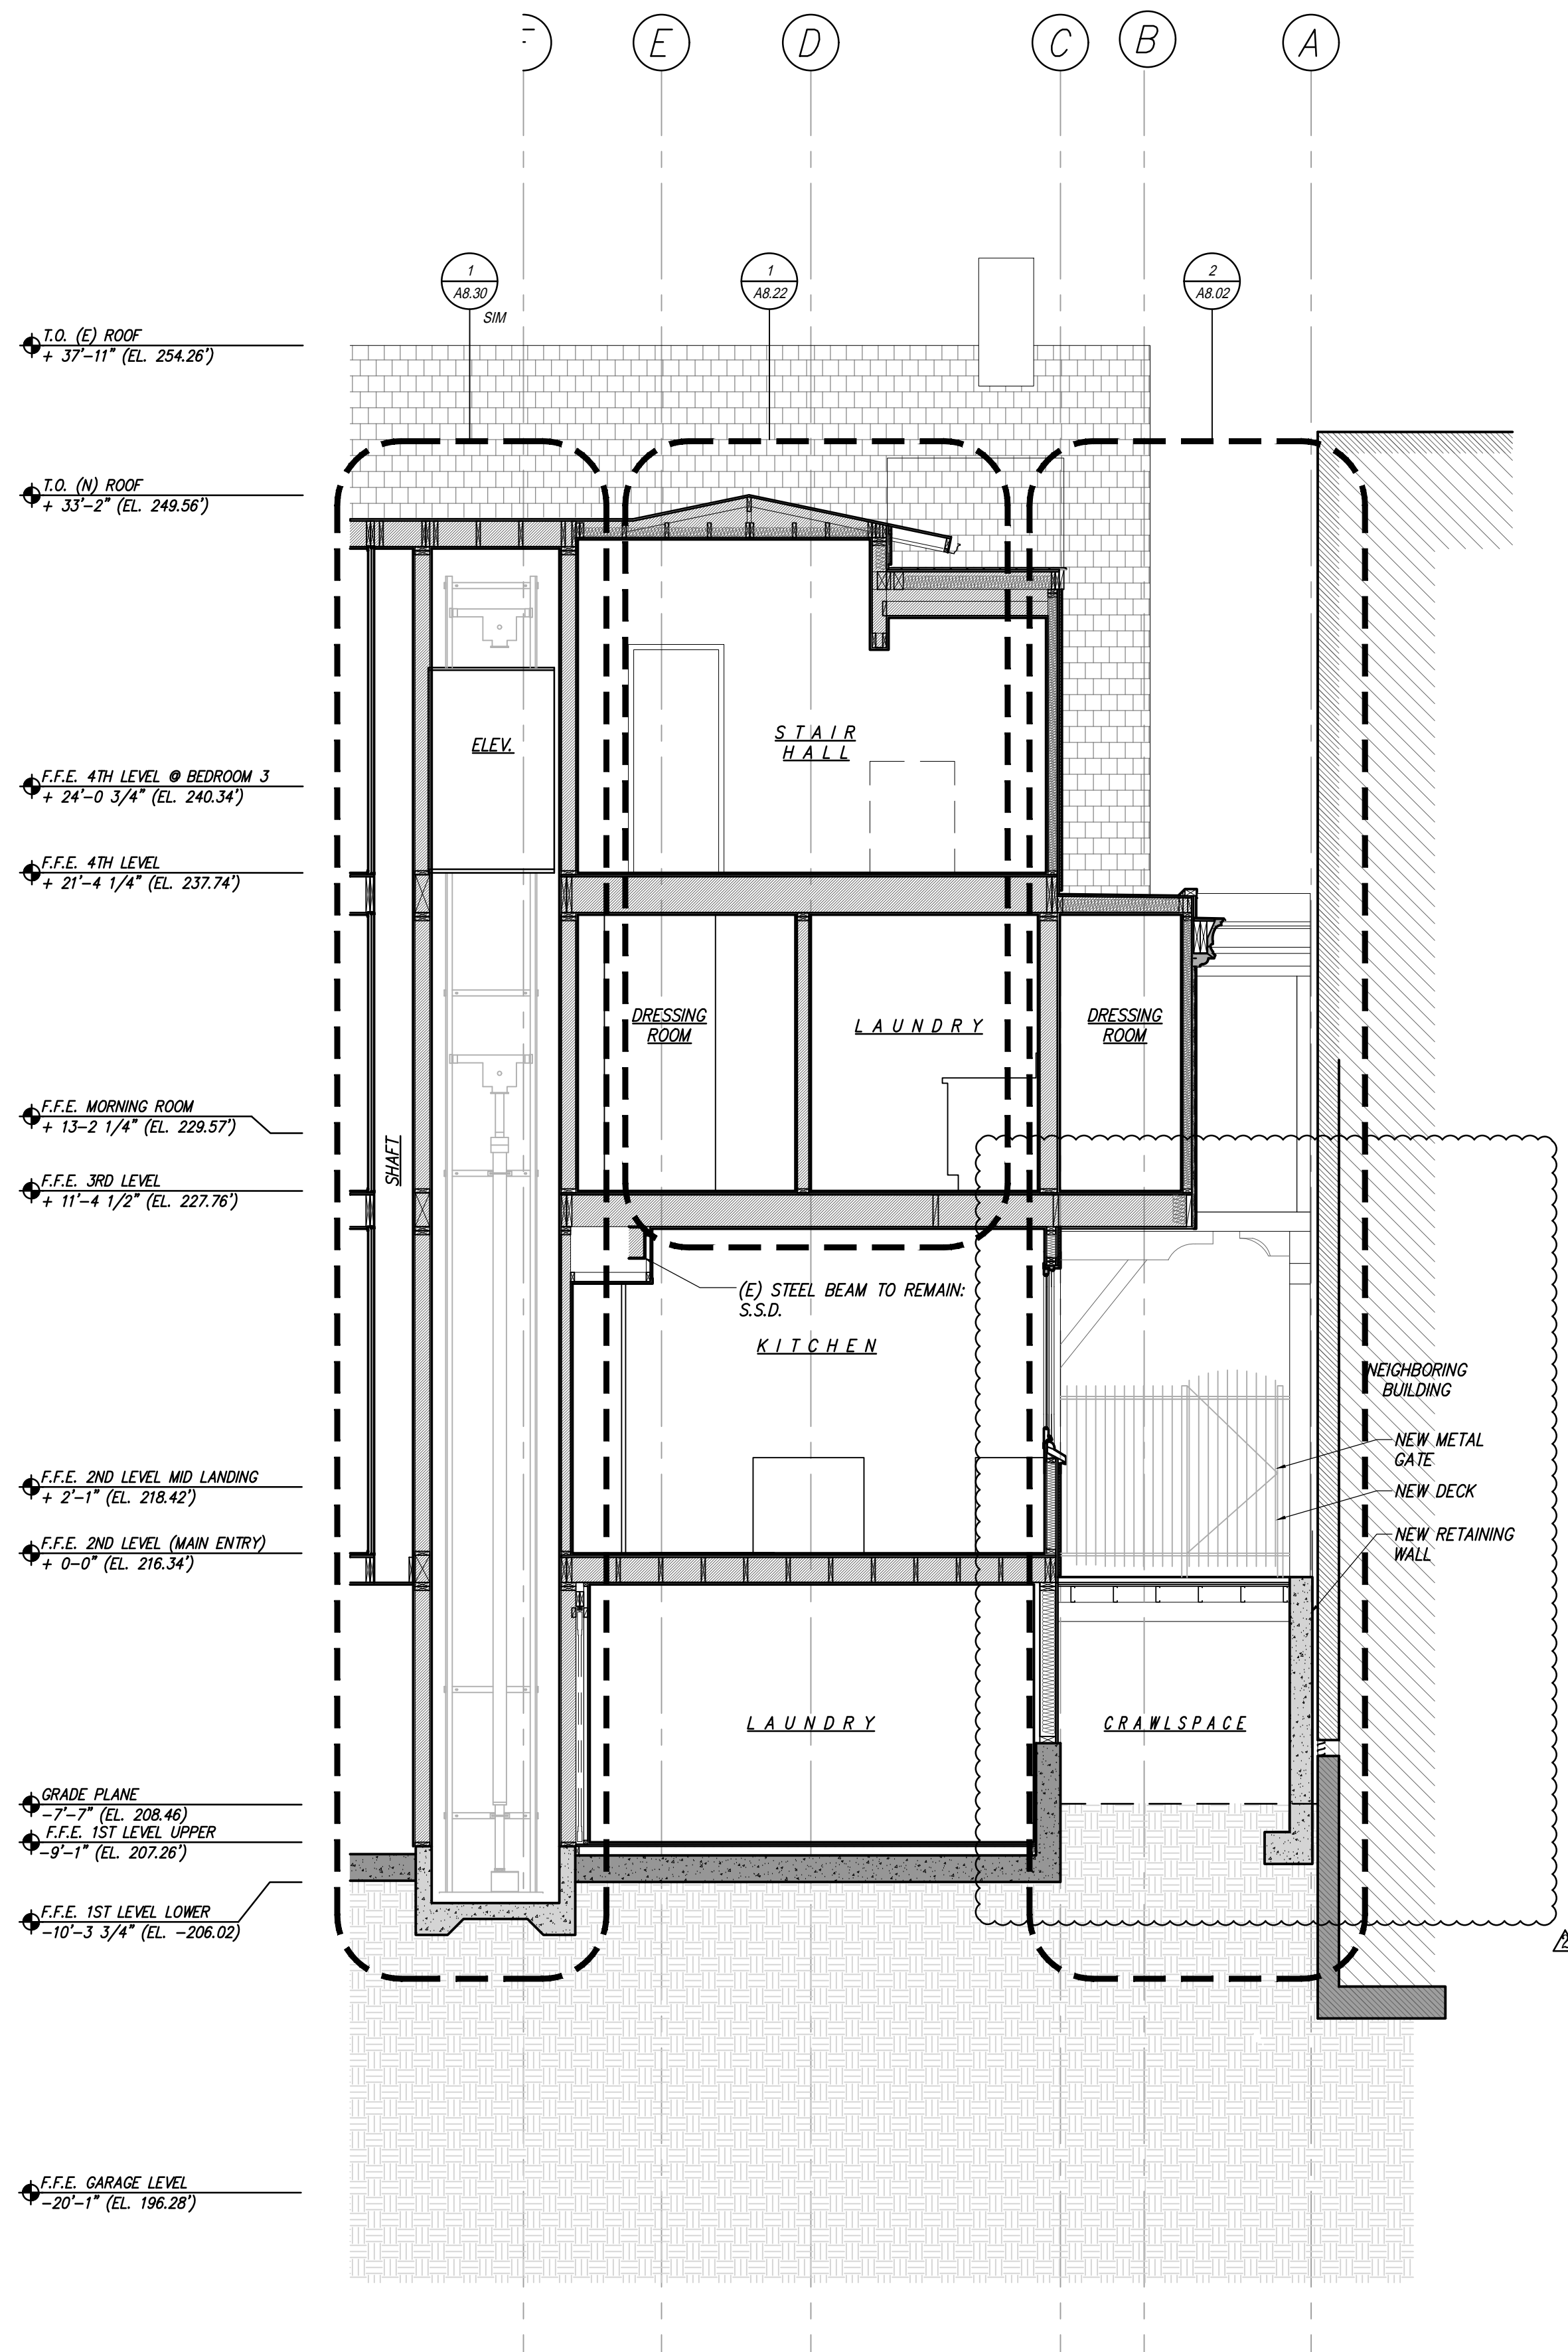 E
D
C
B
A
1
A8.30
SIM
1
A8.22
2
A8.02
T.O. (E) ROOF
+ 37'-11" (EL. 254.26')
T.O. (N) ROOF
+ 33'-2" (EL. 249.56')
ELEV.
STAIR
HALL
F.F.E. 4TH LEVEL @ BEDROOM 3
+ 24'-0 3/4" (EL. 240.34')
F.F.E. 4TH LEVEL
+ 21'-4 1/4" (EL. 237.74')
DRESSING
ROOM
LAUNDRY
DRESSING
ROOM
F.F.E. MORNING ROOM
+ 13-2 1/4" (EL. 229.57')
SHAFT
F.F.E. 3RD LEVEL
+ 11'-4 1/2" (EL. 227.76')
(E) STEEL BEAM TO REMAIN:
S.S.D.
KITCHEN
NEIGHBORING
BUILDING
NEW METAL
GATE
NEW DECK
NEW RETAINING
WALL
F.F.E. 2ND LEVEL MID LANDING
+ 2'-1" (EL. 218.42')
F.F.E. 2ND LEVEL (MAIN ENTRY)
+ 0-0" (EL. 216.34')
LAUNDRY
CRAWLSPACE
GRADE PLANE
-7'-7" (EL. 208.46)
F.F.E. 1ST LEVEL UPPER
-9'-1" (EL. 207.26')
F.F.E. 1ST LEVEL LOWER
-10'-3 3/4" (EL. -206.02)
F.F.E. GARAGE LEVEL
-20'-1" (EL. 196.28')